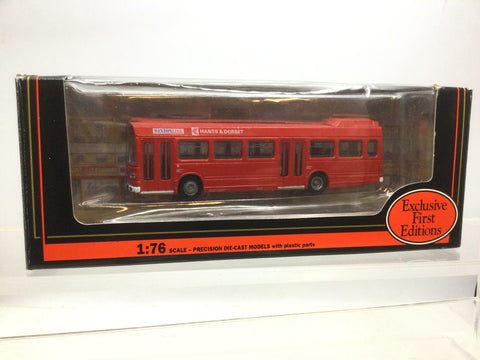 HANTS & DORSET
Exclusive
First
Editions
1:76 SCALE – PRECISION DIE-CAST MODELS with plastic parts